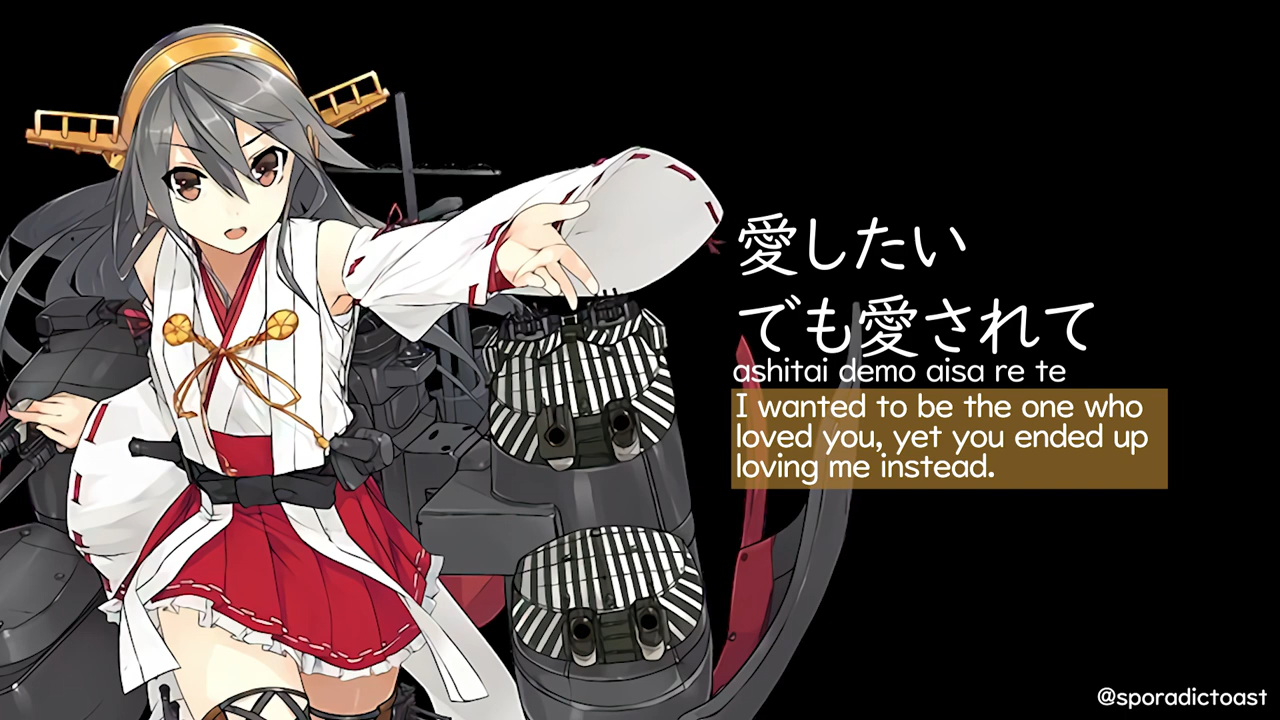 愛したい
でも愛されて
ashitai demo aisa re te
I wanted to be the one who
loved you, yet you ended up
loving me instead.
@sporadictoast